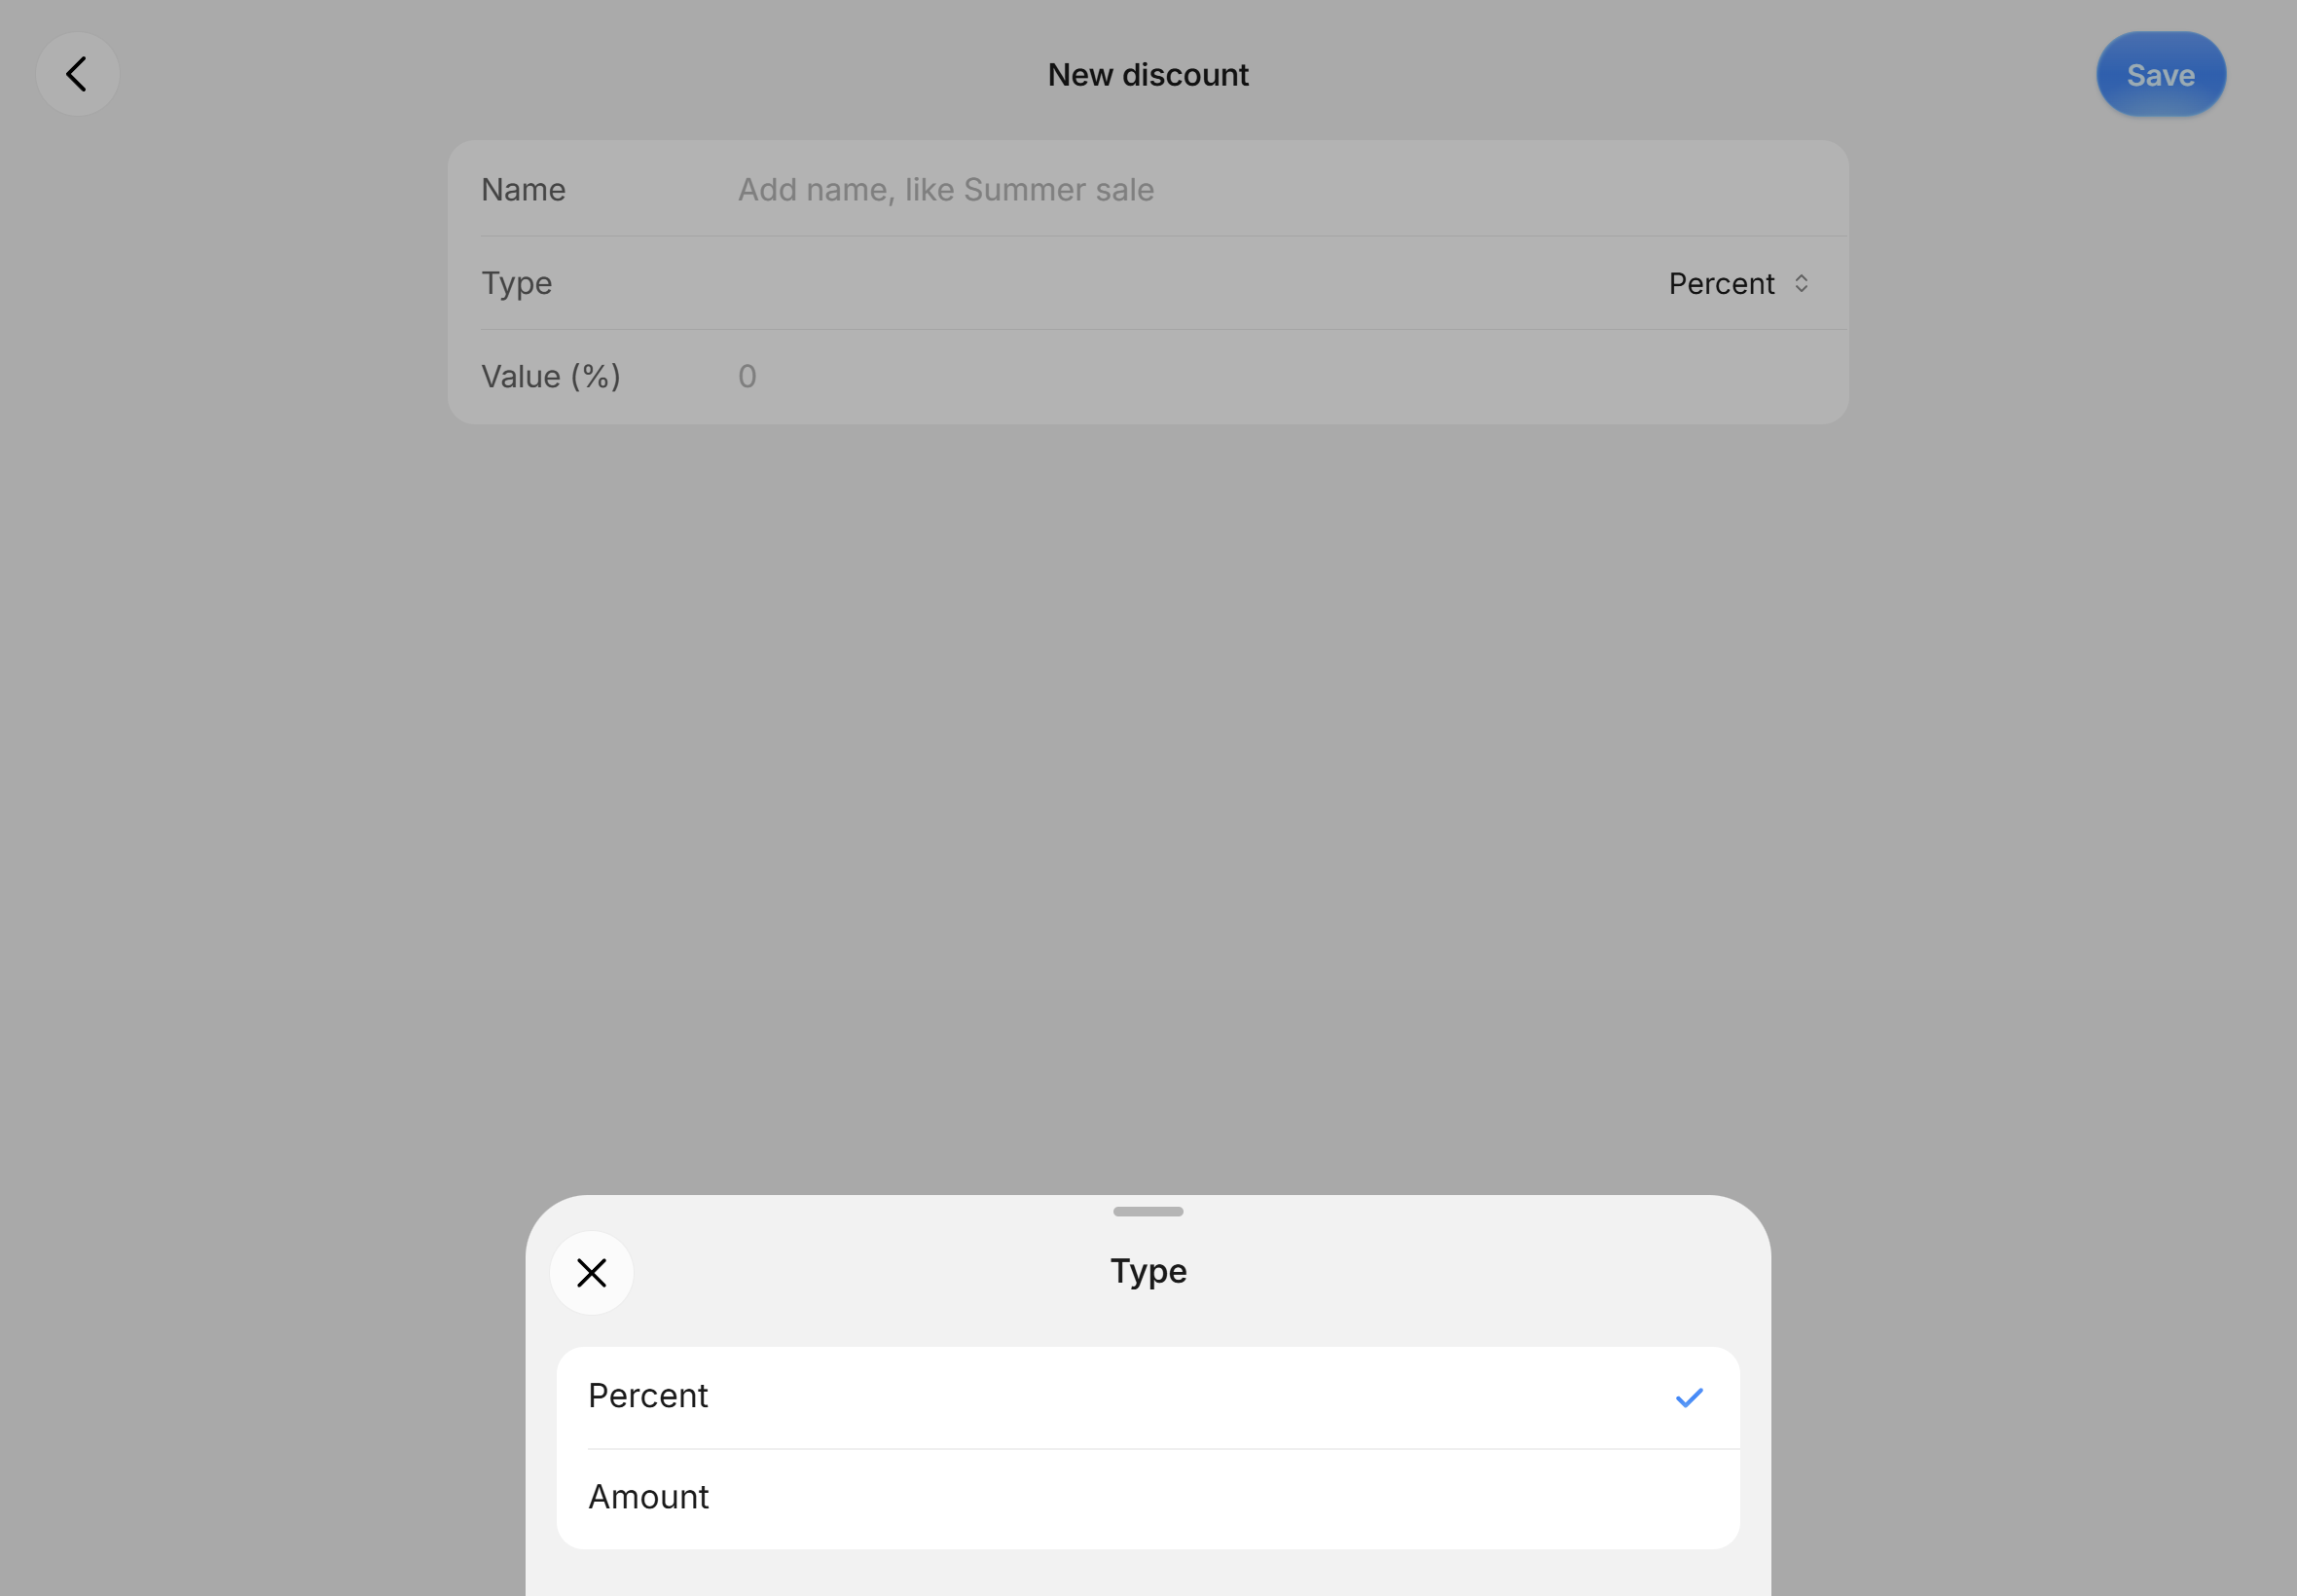 New discount
Save
Name Add name, like Summer sale
Type Percent
Value (%) 0
Type
Percent
Amount